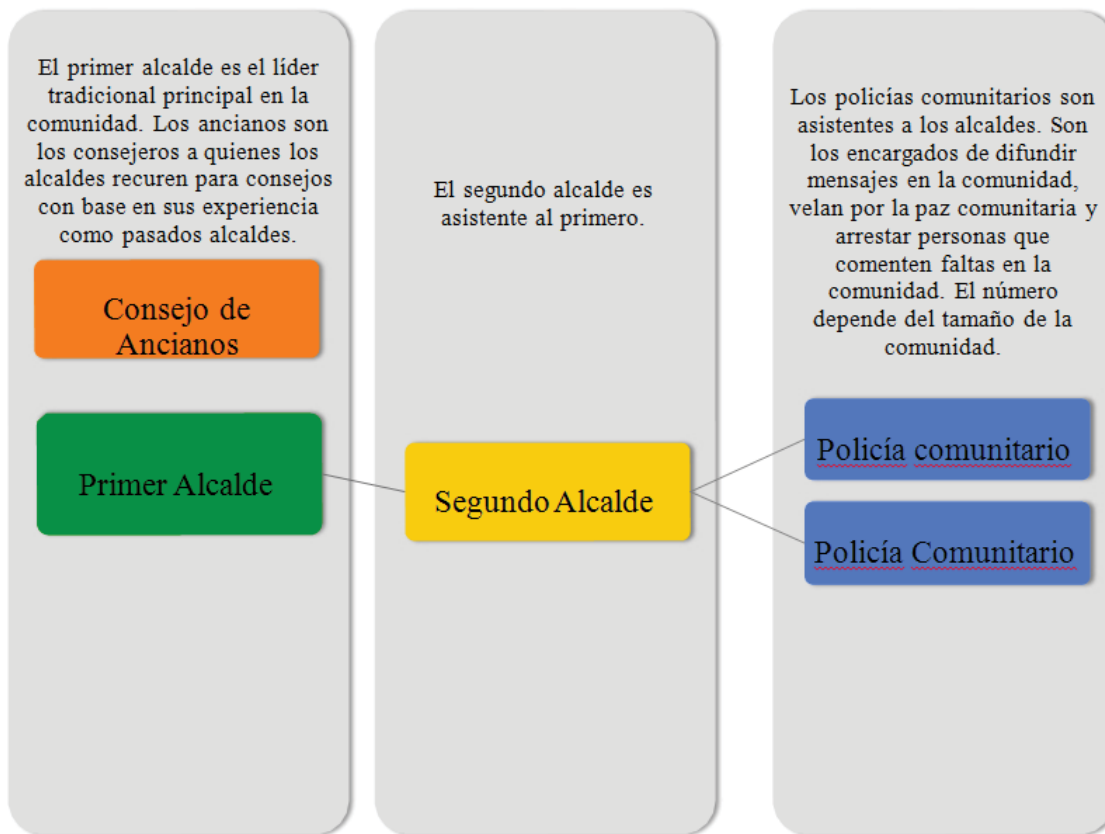 El primer alcalde es el líder
tradicional principal en la
comunidad. Los ancianos son
los consejeros a quienes los
alcaldes recuren para consejos
con base en sus experiencia
como pasados alcaldes.
Consejo de
Ancianos
Primer Alcalde
El segundo alcalde es
asistente al primero.
Segundo Alcalde
Los policías comunitarios son
asistentes a los alcaldes. Son
los encargados de difundir
mensajes en la comunidad,
velan por la paz comunitaria y
arrestar personas que
comenten faltas en la
comunidad. El número
depende del tamaño de la
comunidad.
Policía comunitario
Policía Comunitario